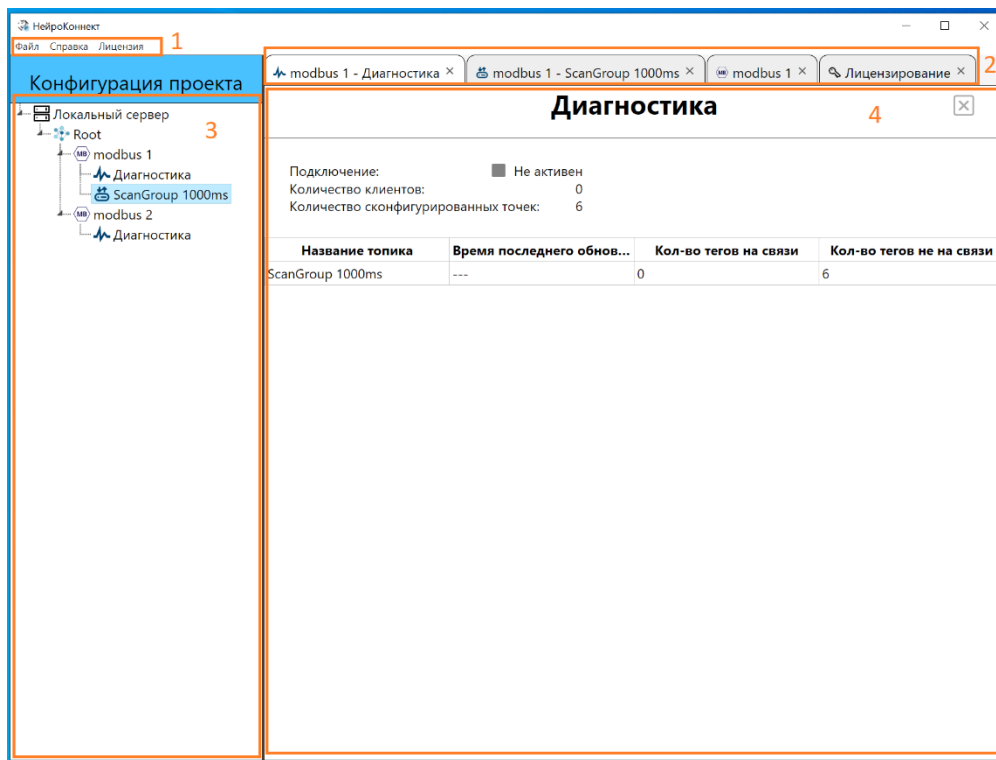 НейроКоннект
Файл Справка Лицензия 1
modbus 1 - Диагностика modbus 1 - ScanGroup 1000ms modbus 1 Лицензирование 2
Конфигурация проекта
3
Локальный сервер
Root
MB modbus 1
Диагностика
ScanGroup 1000ms
MB modbus 2
Диагностика
Диагностика 4
Подключение: Не активен
Количество клиентов: 0
Количество сконфигурированных точек: 6
Название топика Время последнего обнов... Кол-во тегов на связи Кол-во тегов не на связи
ScanGroup 1000ms --- 0 6